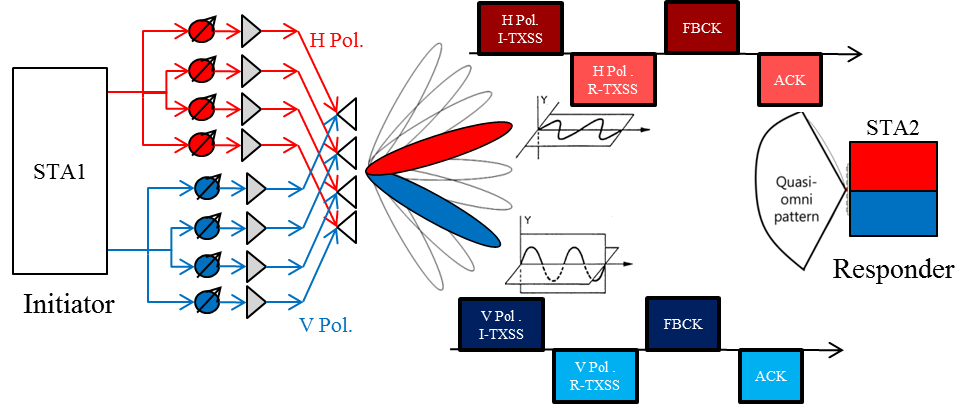 H Pol.
I-TXSS
FBCK
H Pol .
R-TXSS
ACK
H Pol.
STA1
Initiator
V Pol.
Y
Y
Quasi-
omni
pattern
STA2
Responder
V Pol .
I-TXSS
FBCK
V Pol .
R-TXSS
ACK